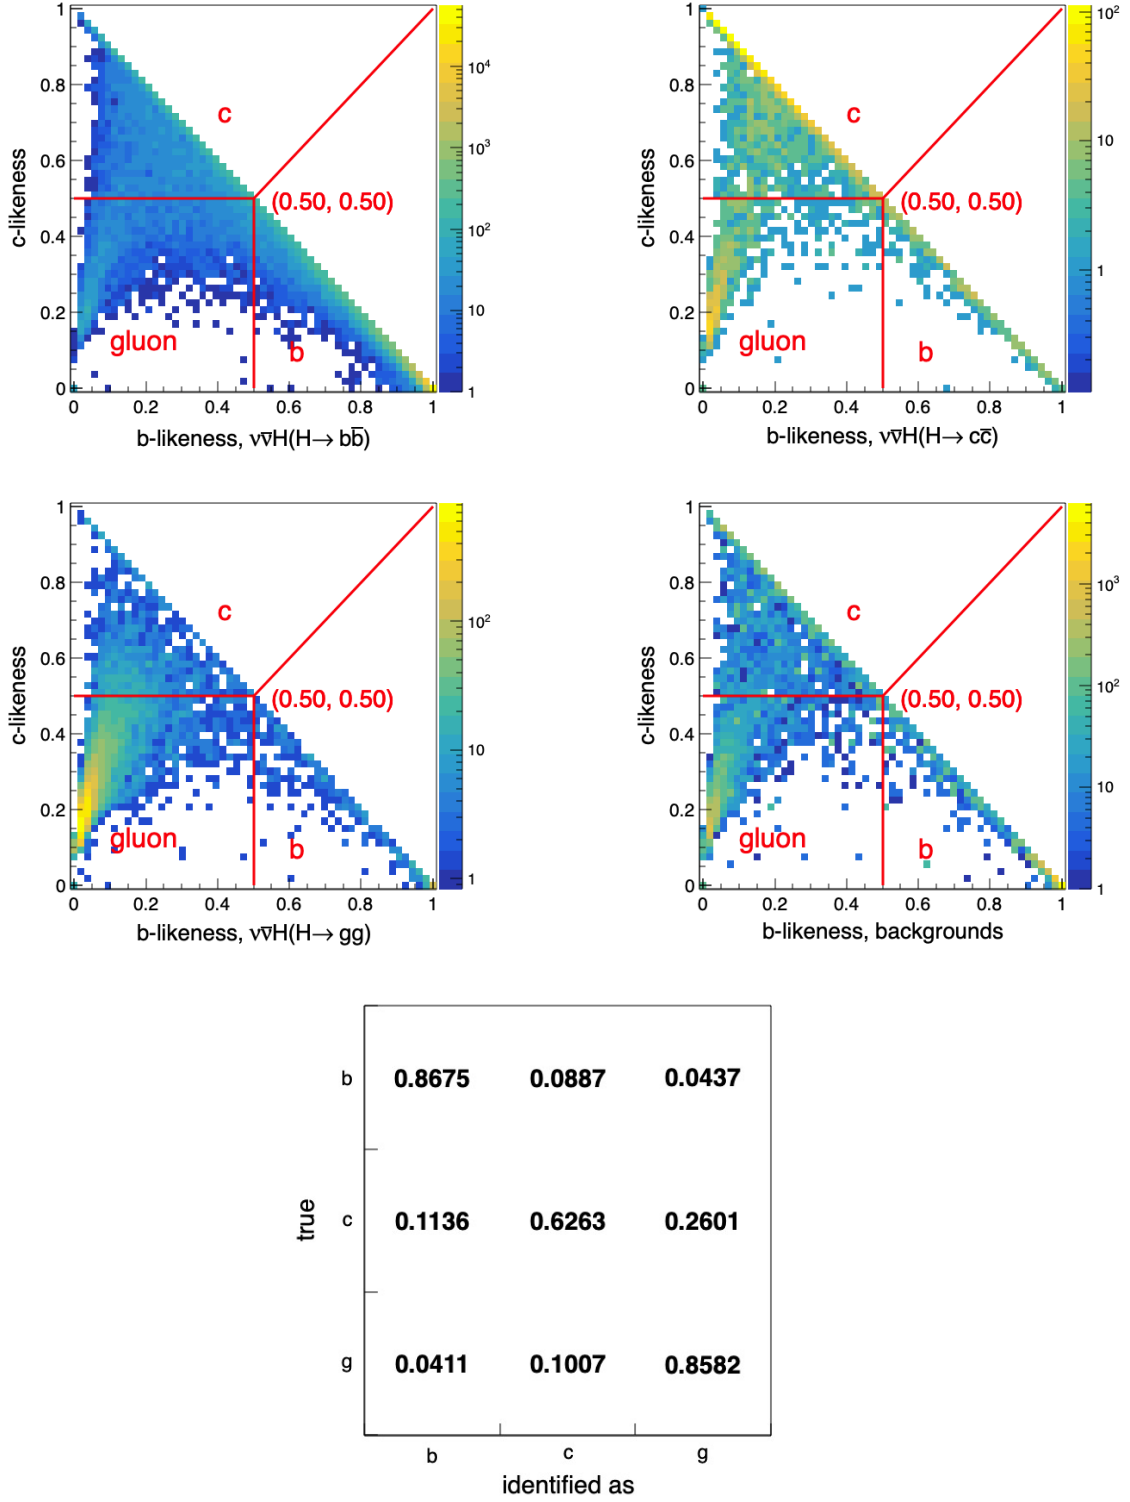 1
0.8
0.6
0.4
0.2
0
c-likeness
c
(0.50, 0.50)
gluon
b
0 0.2 0.4 0.6 0.8 1
b-likeness, νν̅H(H→ bb̅)
10⁴
10³
10²
10
1
1
0.8
0.6
0.4
0.2
0
c-likeness
c
(0.50, 0.50)
gluon
b
0 0.2 0.4 0.6 0.8 1
b-likeness, νν̅H(H→ cc̅)
10²
10
1
1
0.8
0.6
0.4
0.2
0
c-likeness
c
(0.50, 0.50)
gluon
b
0 0.2 0.4 0.6 0.8 1
b-likeness, νν̅H(H→ gg)
10²
10
1
1
0.8
0.6
0.4
0.2
0
c-likeness
c
(0.50, 0.50)
gluon
b
0 0.2 0.4 0.6 0.8 1
b-likeness, backgrounds
10³
10²
10
1
true
b 0.8675 0.0887 0.0437
c 0.1136 0.6263 0.2601
g 0.0411 0.1007 0.8582
b c g
identified as